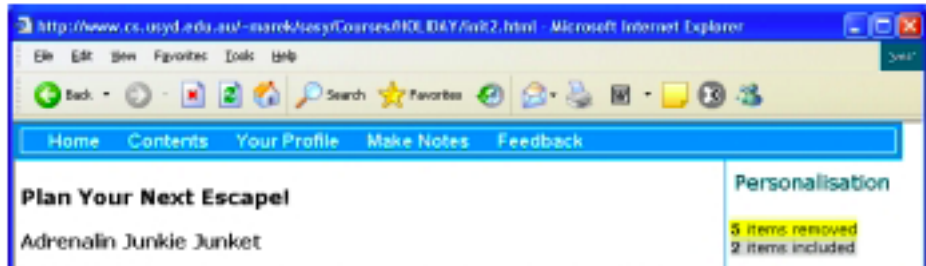 http://www.cs.usyd.edu.au/~marek/sasy/Courses/HOLIDAY/init2.html - Microsoft Internet Explorer
File Edit View Favorites Tools Help
Back Search Favorites
Home Contents Your Profile Make Notes Feedback
Plan Your Next Escape!
Adrenalin Junkie Junket
Personalisation
5 items removed
2 items included